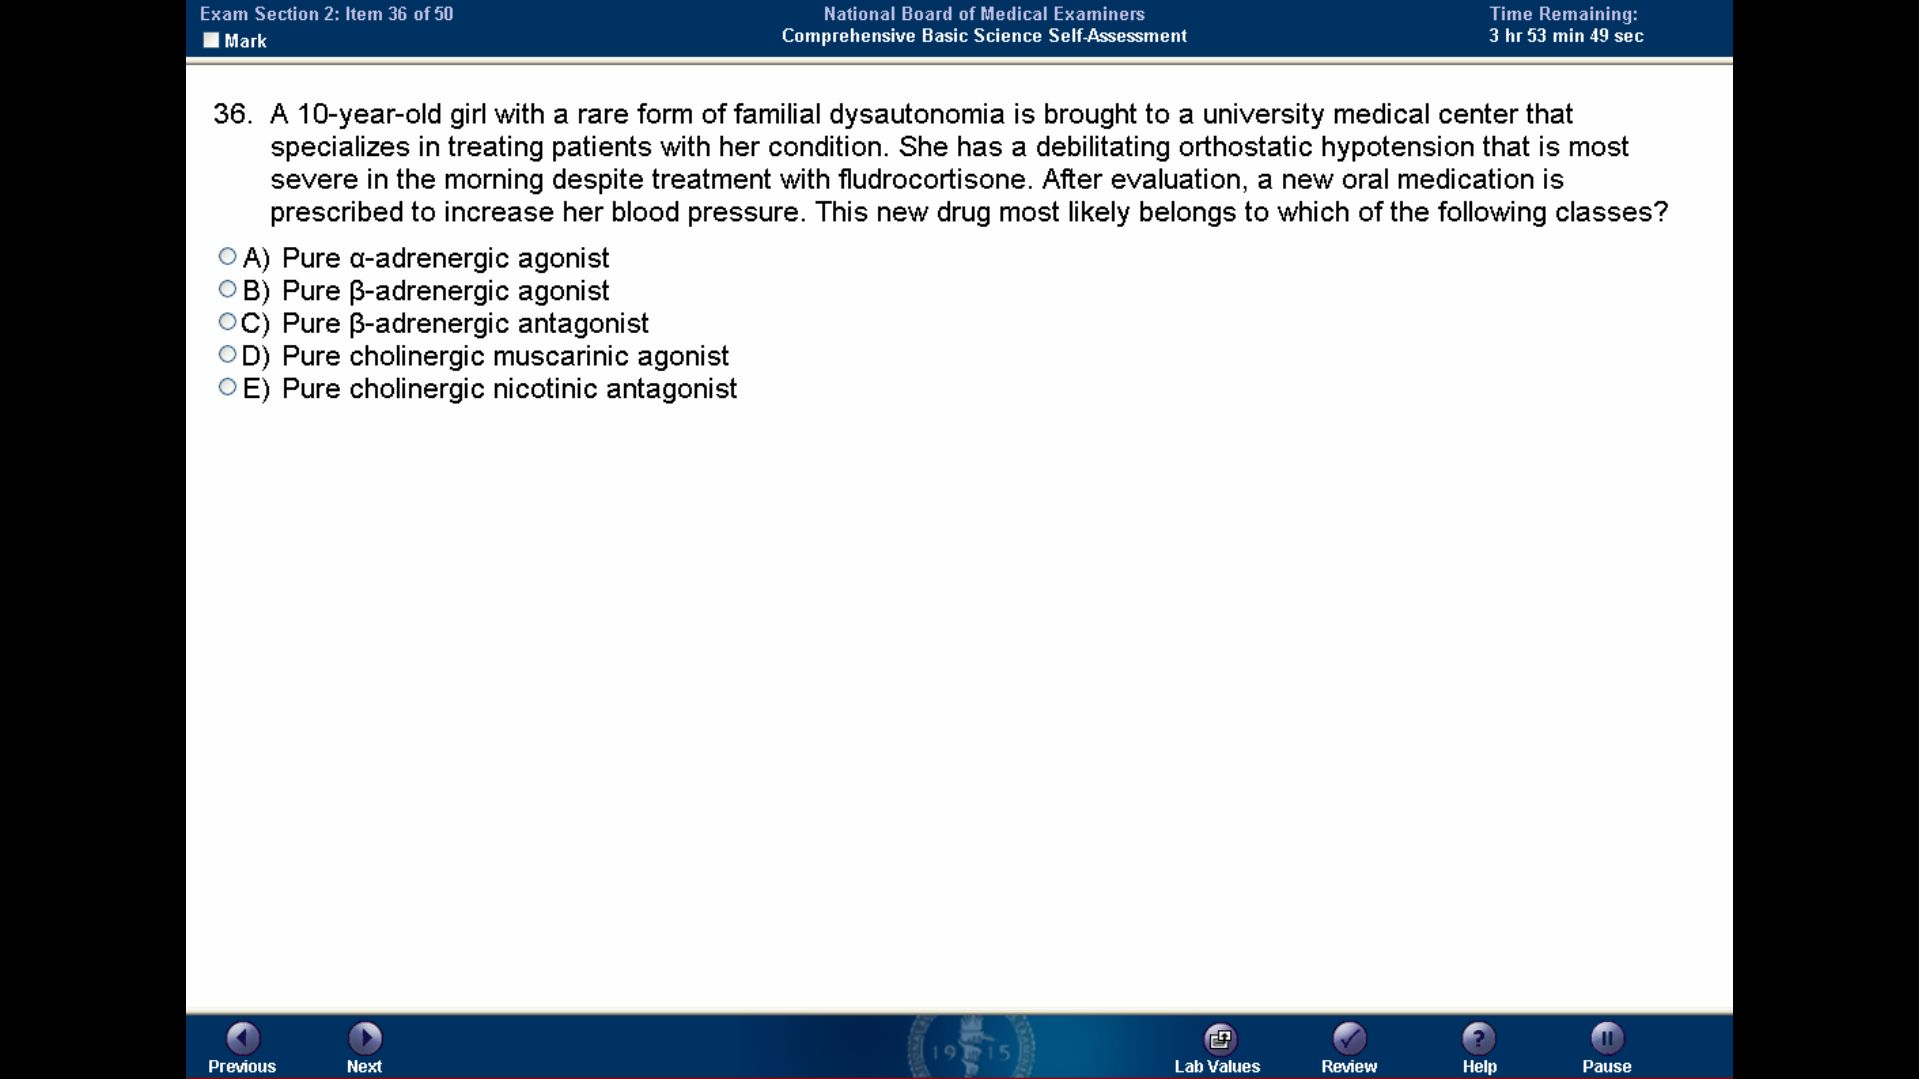 Exam Section 2: Item 36 of 50
National Board of Medical Examiners
Time Remaining:
Mark
Comprehensive Basic Science Self-Assessment
3 hr 53 min 49 sec
36. A 10-year-old girl with a rare form of familial dysautonomia is brought to a university medical center that
specializes in treating patients with her condition. She has a debilitating orthostatic hypotension that is most
severe in the morning despite treatment with fludrocortisone. After evaluation, a new oral medication is
prescribed to increase her blood pressure. This new drug most likely belongs to which of the following classes?
A) Pure α-adrenergic agonist
B) Pure β-adrenergic agonist
C) Pure β-adrenergic antagonist
D) Pure cholinergic muscarinic agonist
E) Pure cholinergic nicotinic antagonist
1915
Previous
Next
Lab Values
Review
Help
Pause